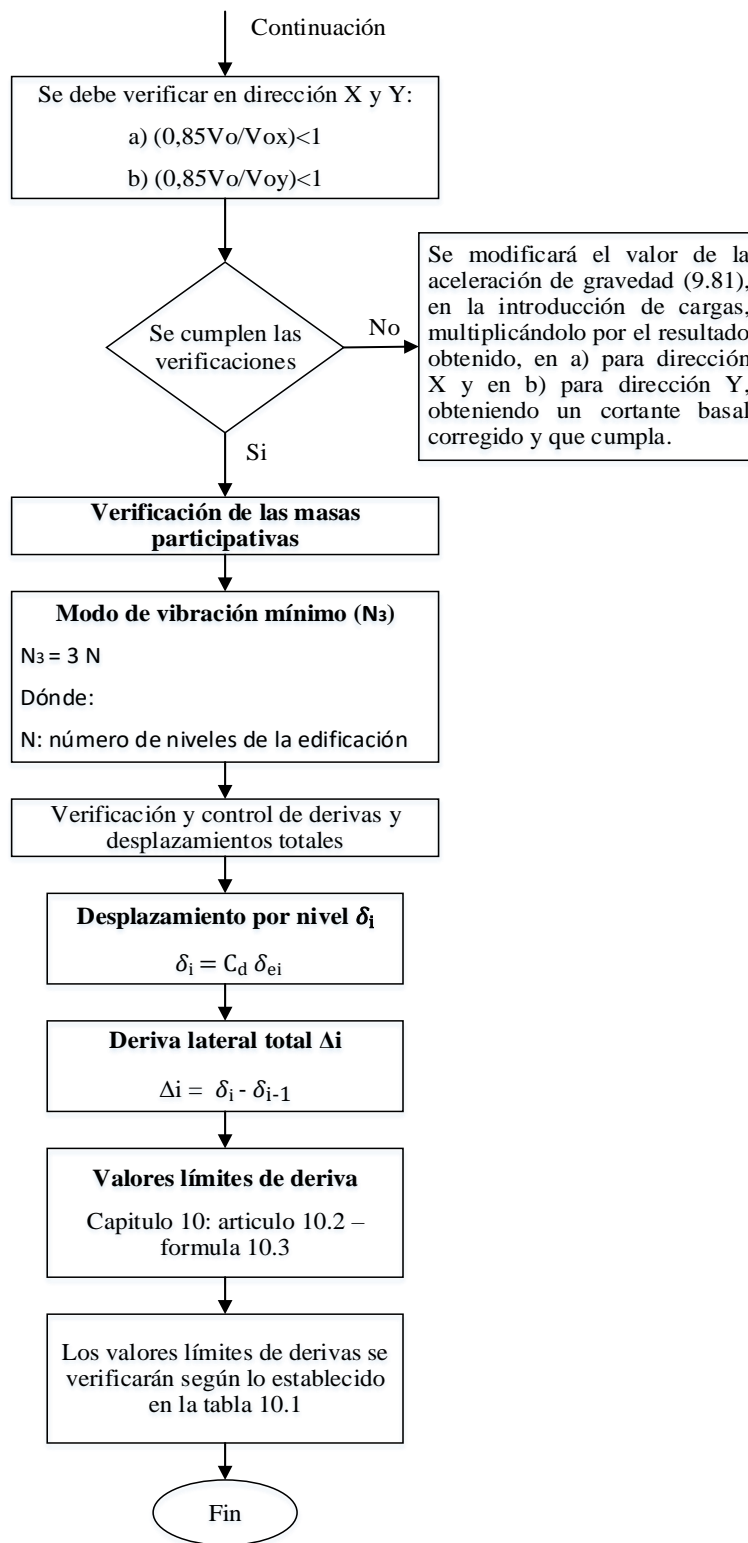 Continuación
Se debe verificar en dirección X y Y:
a) (0,85Vo/Vox)<1
b) (0,85Vo/Voy)<1
Se cumplen las
verificaciones
No
Se modificará el valor de la
aceleración de gravedad (9.81),
en la introducción de cargas,
multiplicándolo por el resultado
obtenido, en a) para dirección
X y en b) para dirección Y,
obteniendo un cortante basal
corregido y que cumpla.
Si
Verificación de las masas
participativas
Modo de vibración mínimo (N₃)
N₃ = 3 N
Dónde:
N: número de niveles de la edificación
Verificación y control de derivas y
desplazamientos totales
Desplazamiento por nivel δᵢ
δᵢ = C_d δ_ei
Deriva lateral total Δi
Δi = δᵢ - δᵢ₋₁
Valores límites de deriva
Capitulo 10: articulo 10.2 –
formula 10.3
Los valores límites de derivas se
verificarán según lo establecido
en la tabla 10.1
Fin